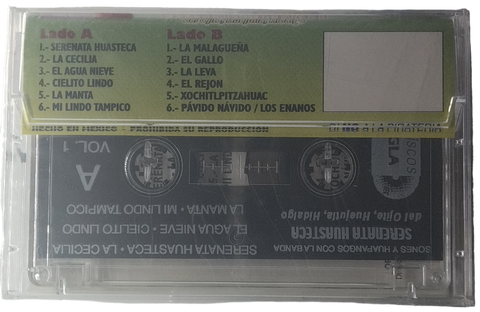 Lado A
1.- SERENATA HUASTECA
2.- LA CECILIA
3.- EL AGUA NIEVE
4.- CIELITO LINDO
5.- LA MANTA
6.- MI LINDO TAMPICO
Lado B
1.- LA MALAGUEÑA
2.- EL GALLO
3.- LA LEVA
4.- EL REJON
5.- XOCHITLPITZAHUAC
6.- PÁVIDO NÁVIDO / LOS ENANOS
HECHO EN MÉXICO - PROHIBIDA SU REPRODUCCIÓN
SONES Y HUAPANGOS CON LA BANDA
SERENATA HUASTECA
del Ojite, Huejutla, Hidalgo
SERENATA HUASTECA · LA CECILIA
EL AGUA NIEVE · CIELITO LINDO
LA MANTA · MI LINDO TAMPICO
A
VOL 1